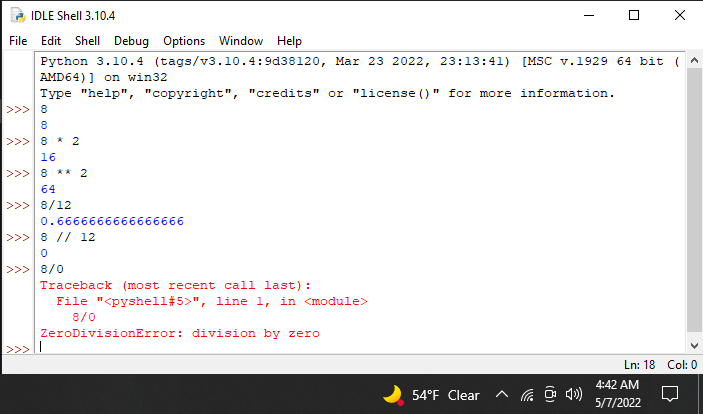 IDLE Shell 3.10.4
File Edit Shell Debug Options Window Help
Python 3.10.4 (tags/v3.10.4:9d38120, Mar 23 2022, 23:13:41) [MSC v.1929 64 bit (
AMD64)] on win32
Type "help", "copyright", "credits" or "license()" for more information.
>>> 8
8
>>> 8 * 2
16
>>> 8 ** 2
64
>>> 8/12
0.6666666666666666
>>> 8 // 12
0
>>> 8/0
Traceback (most recent call last):
  File "<pyshell#5>", line 1, in <module>
    8/0
ZeroDivisionError: division by zero
>>>
Ln: 18 Col: 0
54°F Clear
4:42 AM
5/7/2022